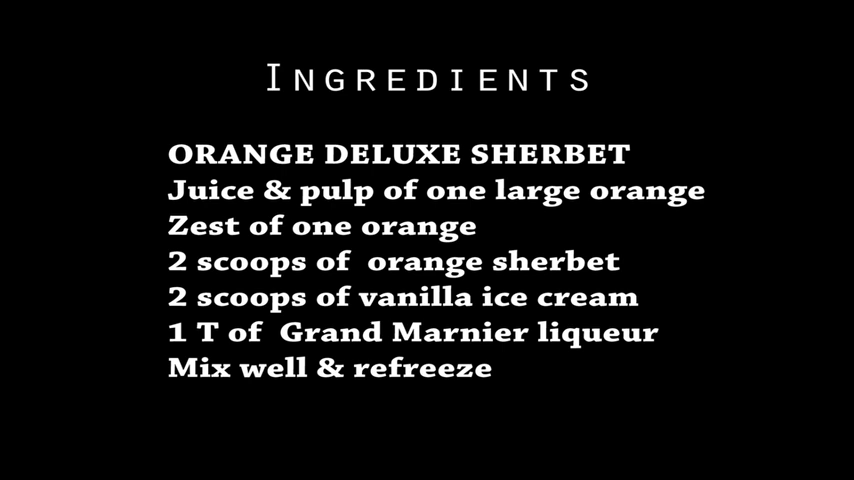 INGREDIENTS
ORANGE DELUXE SHERBET
Juice & pulp of one large orange
Zest of one orange
2 scoops of  orange sherbet
2 scoops of vanilla ice cream
1 T of  Grand Marnier liqueur
Mix well & refreeze